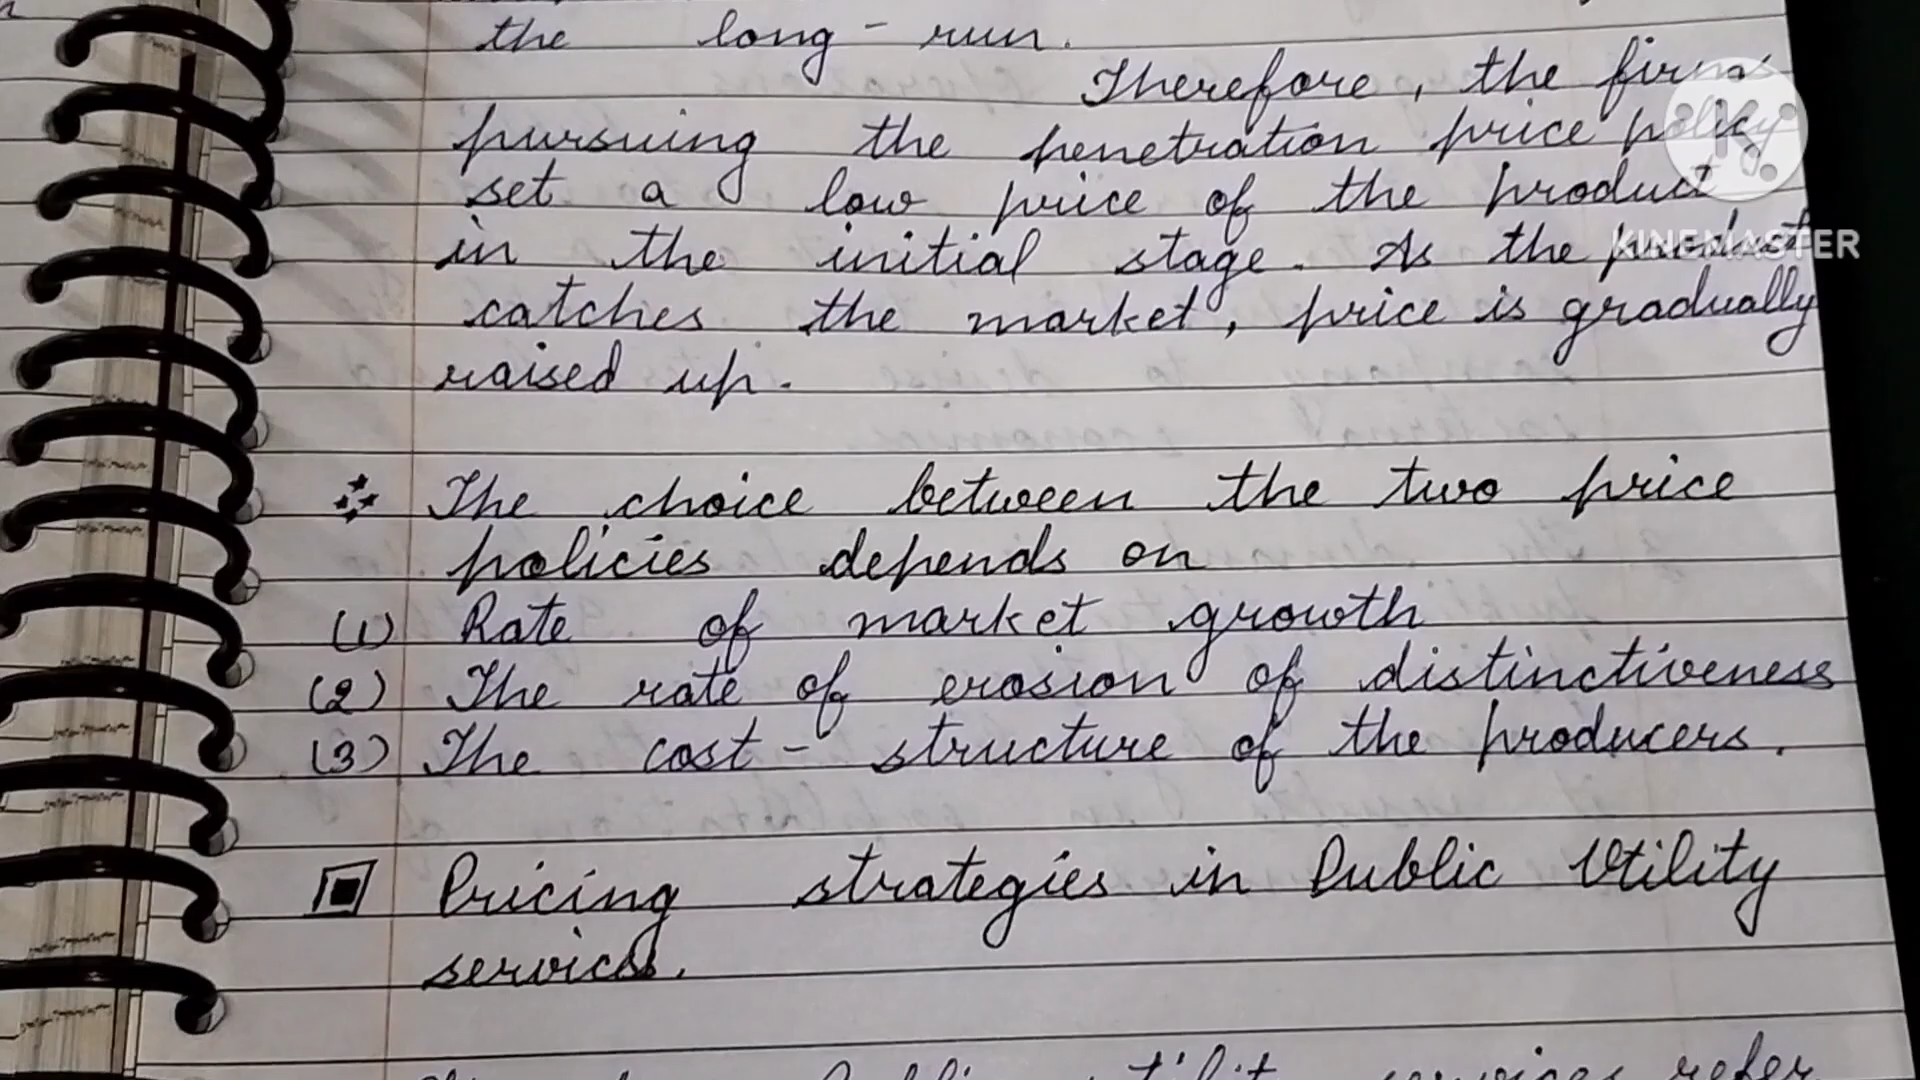 the long-run.
Therefore, the firms
pursuing the penetration price policy
set a low price of the product
in the initial stage. As the product
KINEMASTER
catches the market, price is gradually
raised up.
The choice between the two price
policies depends on
(1) Rate of market growth
(2) The rate of erosion of distinctiveness
(3) The cost-structure of the producers.
Pricing strategies in Public Utility
services.
services refer